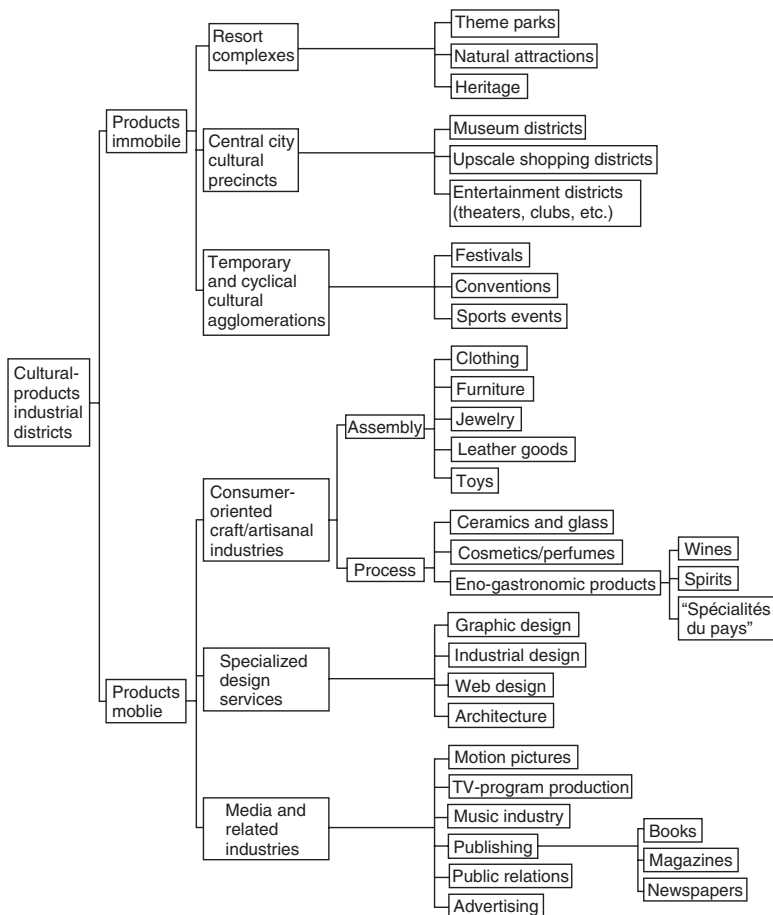 Cultural-
products
industrial
districts
Products
immobile
Resort
complexes
Theme parks
Natural attractions
Heritage
Central city
cultural
precincts
Museum districts
Upscale shopping districts
Entertainment districts
(theaters, clubs, etc.)
Temporary
and cyclical
cultural
agglomerations
Festivals
Conventions
Sports events
Products
moblie
Consumer-
oriented
craft/artisanal
industries
Assembly
Clothing
Furniture
Jewelry
Leather goods
Toys
Process
Ceramics and glass
Cosmetics/perfumes
Eno-gastronomic products
Wines
Spirits
“Spécialités
du pays”
Specialized
design
services
Graphic design
Industrial design
Web design
Architecture
Media and
related
industries
Motion pictures
TV-program production
Music industry
Publishing
Books
Magazines
Newspapers
Public relations
Advertising